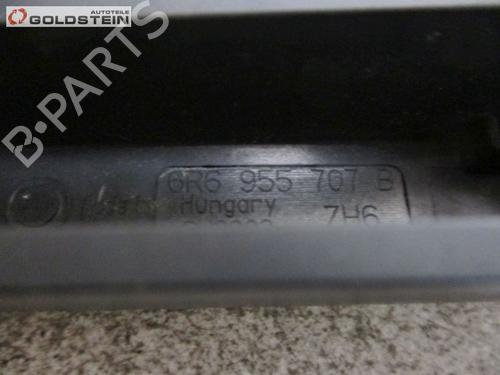 AUTOTEILE
GOLDSTEIN
B-PARTS
6R6 955 707 B
Hungary
7H6